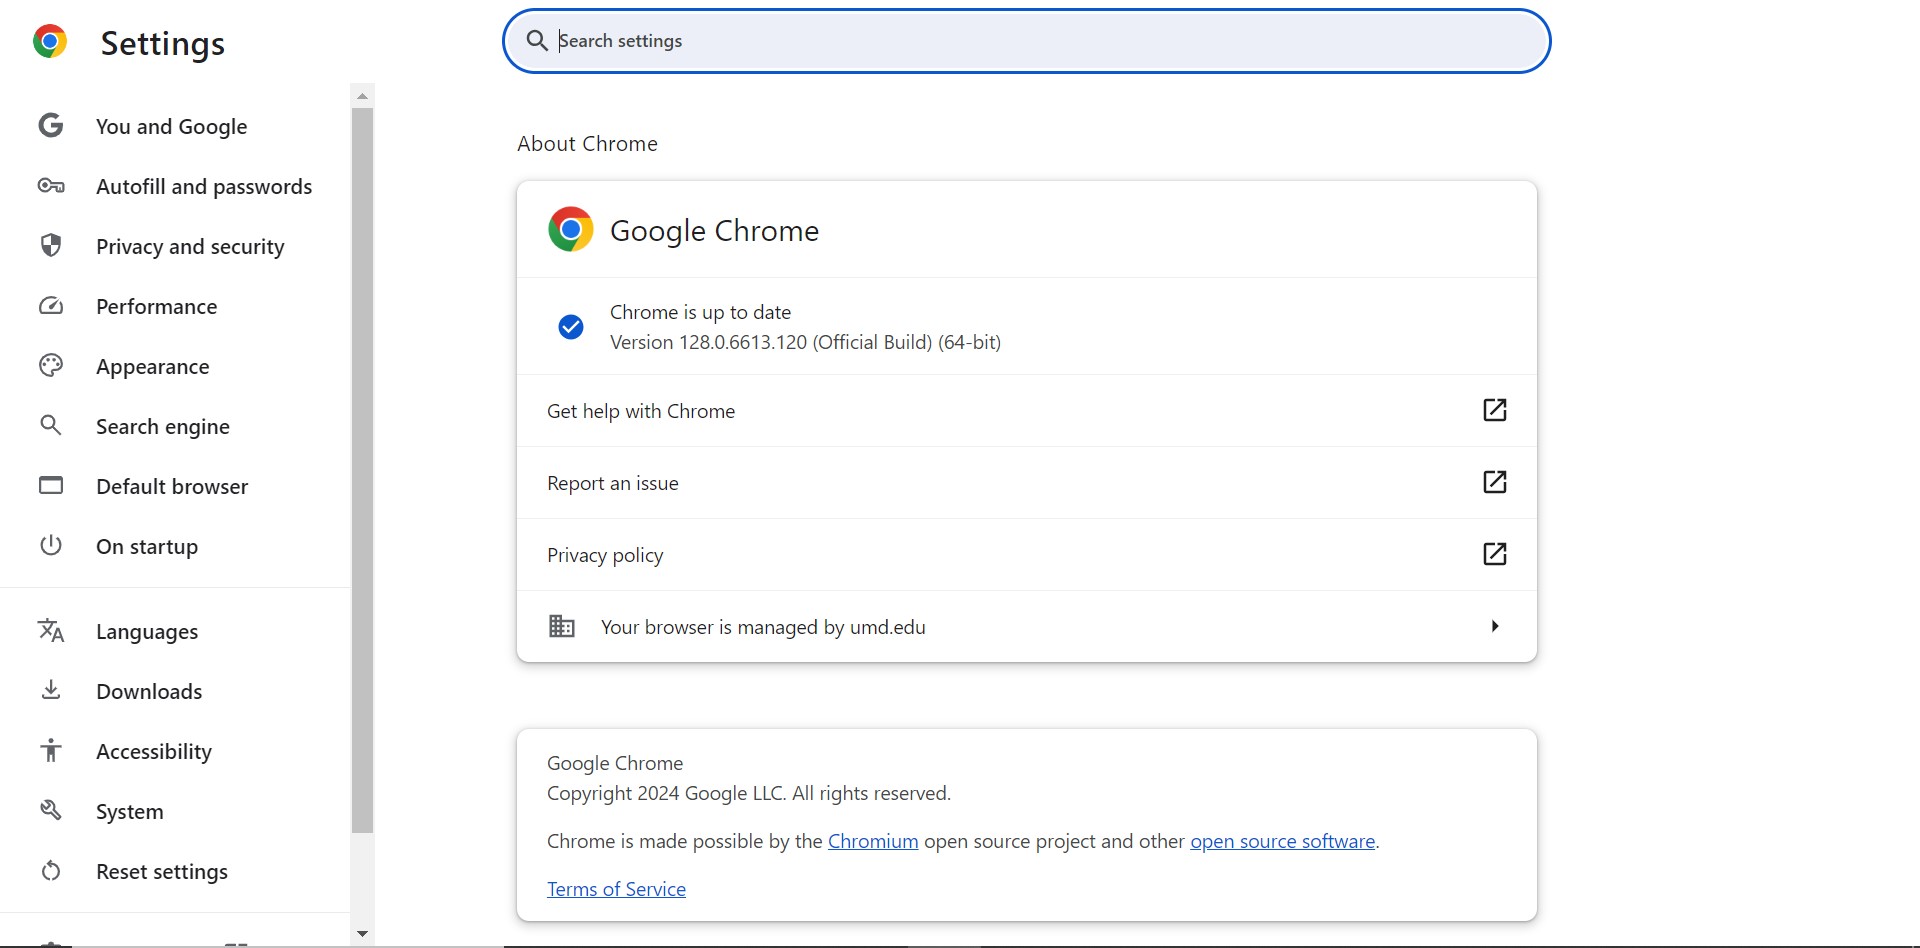 Settings
Search settings
You and Google
Autofill and passwords
Privacy and security
Performance
Appearance
Search engine
Default browser
On startup
Languages
Downloads
Accessibility
System
Reset settings
About Chrome
Google Chrome
Chrome is up to date
Version 128.0.6613.120 (Official Build) (64-bit)
Get help with Chrome
Report an issue
Privacy policy
Your browser is managed by umd.edu
Google Chrome
Copyright 2024 Google LLC. All rights reserved.
Chrome is made possible by the Chromium open source project and other open source software.
Terms of Service